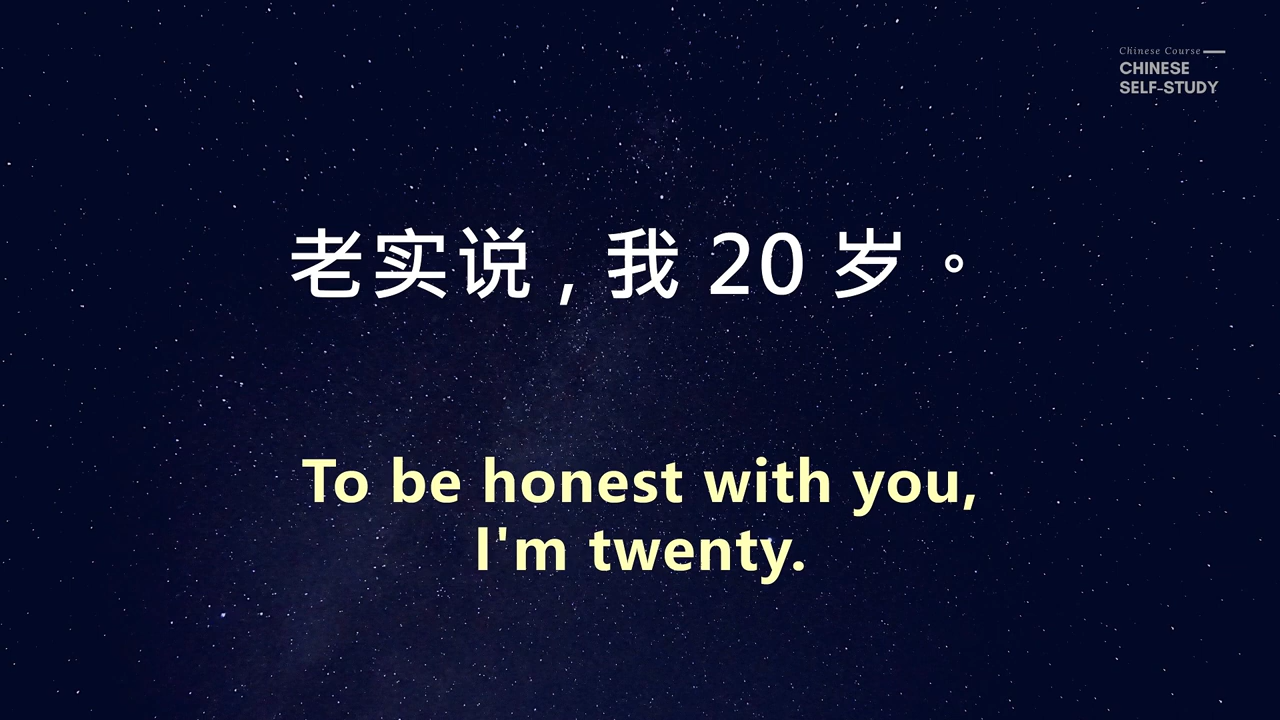 Chinese Course
CHINESE
SELF-STUDY
老实说 , 我 20 岁 。
To be honest with you,
I'm twenty.